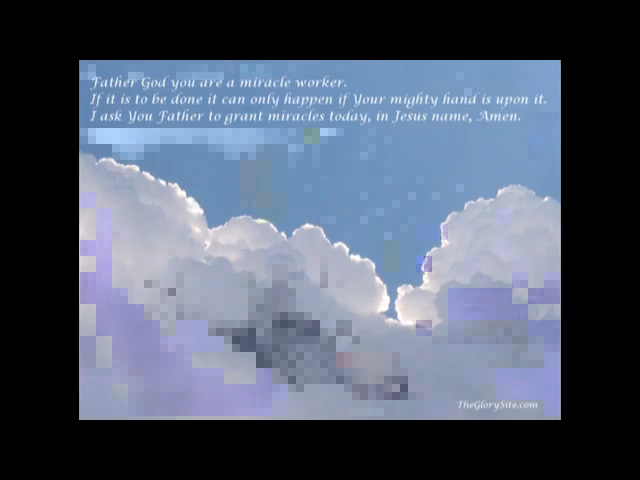 Father God you are a miracle worker.
If it is to be done it can only happen if Your mighty hand is upon it.
I ask You Father to grant miracles today, in Jesus name, Amen.
TheGlorySite.com